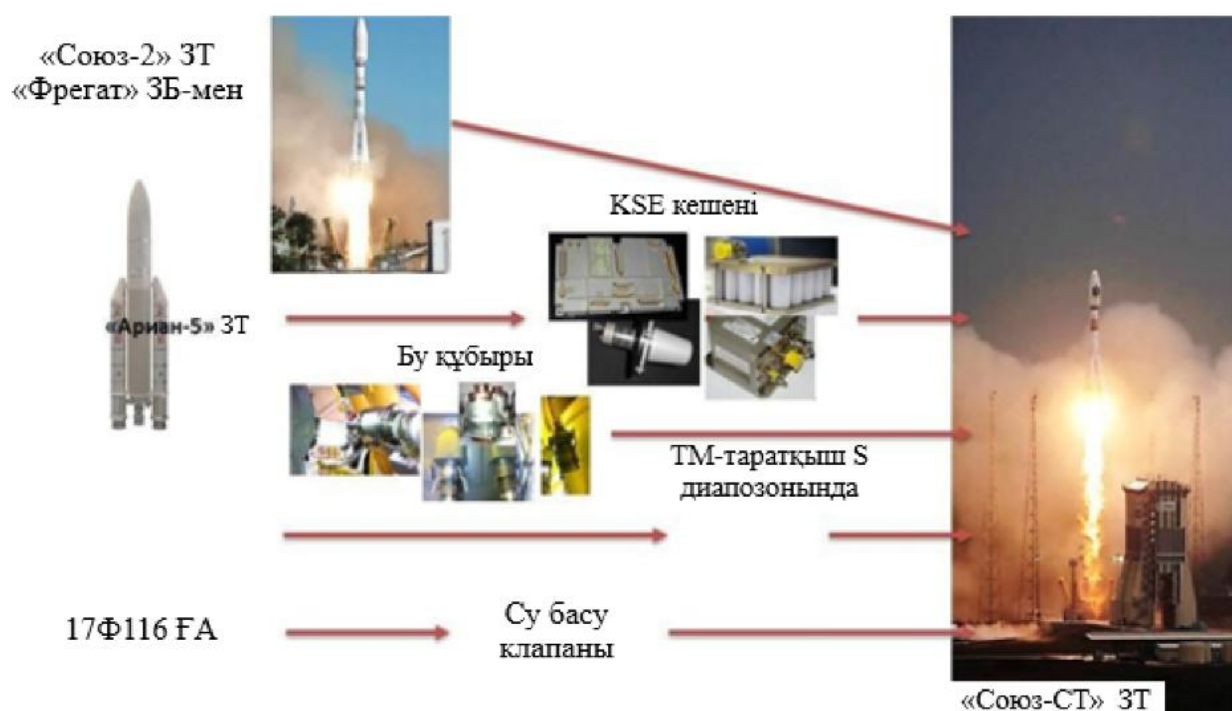 «Союз-2» ЗТ
«Фрегат» ЗБ-мен
KSE кешені
«Ариан-5» ЗТ
Бу құбыры
ТМ-таратқыш S
диапозонында
17Ф116 ҒА
Су басу
клапаны
«Союз-СТ» ЗТ